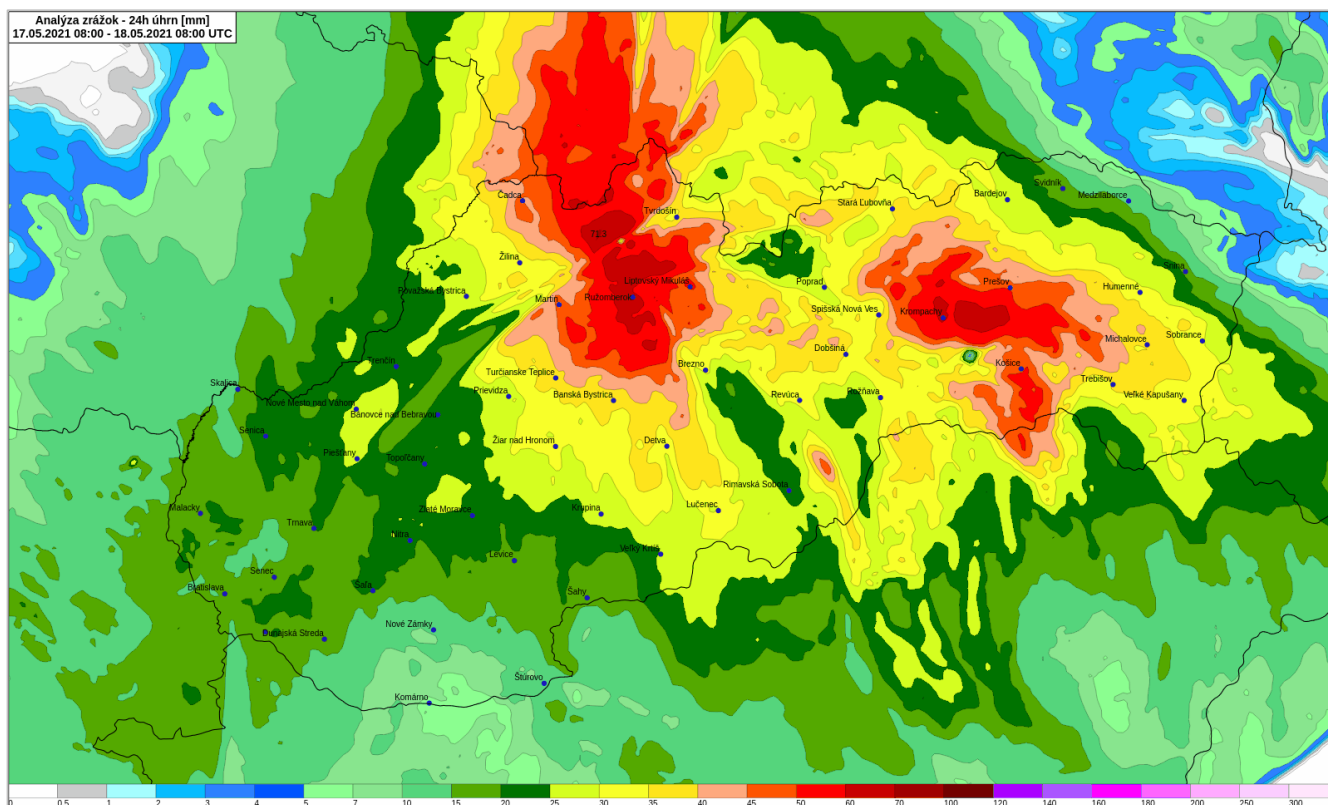 Analýza zrážok - 24h úhrn [mm]
17.05.2021 08:00 - 18.05.2021 08:00 UTC
Svidník
Bardejov
Medzilaborce
Čadca
Stará Ľubovňa
Tvrdošín
71.3
Žilina
Snina
Považská Bystrica
Liptovský Mikuláš
Poprad
Prešov
Humenné
Martin
Ružomberok
Spišská Nová Ves
Krompachy
Michalovce
Sobrance
Dobšiná
Trenčín
Brezno
Košice
Turčianske Teplice
Skalica
Trebišov
Prievidza
Banská Bystrica
Revúca
Rožňava
Veľké Kapušany
Nové Mesto nad Váhom
Bánovce nad Bebravou
Senica
Žiar nad Hronom
Detva
Piešťany
Topoľčany
Rimavská Sobota
Malacky
Zlaté Moravce
Krupina
Lučenec
Trnava
Nitra
Levice
Veľký Krtíš
Senec
Bratislava
Šaľa
Šahy
Nové Zámky
Dunajská Streda
Štúrovo
Komárno
0 0.5 1 2 3 4 5 7 10 15 20 25 30 35 40 45 50 60 70 100 120 140 160 180 200 250 300